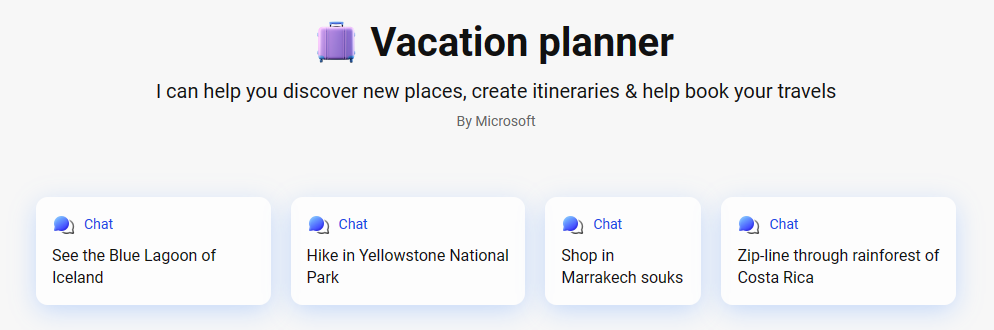 Vacation planner
I can help you discover new places, create itineraries & help book your travels
By Microsoft
Chat
See the Blue Lagoon of
Iceland
Chat
Hike in Yellowstone National
Park
Chat
Shop in
Marrakech souks
Chat
Zip-line through rainforest of
Costa Rica